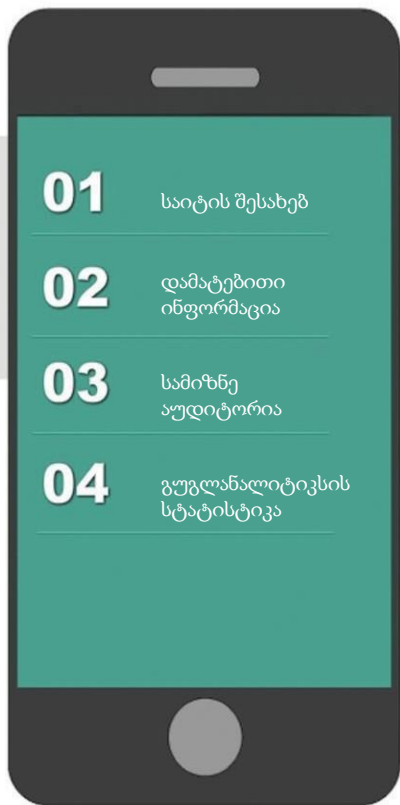 01 საიტის შესახებ
02 დამატებითი
ინფორმაცია
03 სამიზნე
აუდიტორია
04 გუგლანალიტიკსის
სტატისტიკა